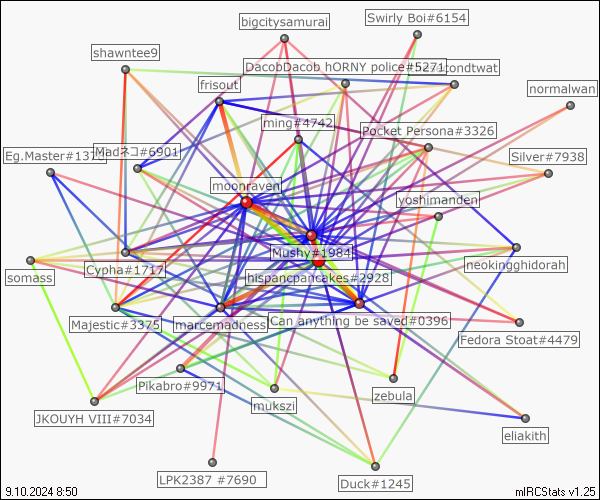 Swirly Boi#6154
bigcitysamurai
shawntee9
DacobDacob hORNY police#5271
tondtwat
frisout
normalwan
ming#4742
Pocket Persona#3326
Eg.Master#137
Madネコ#6901
Silver#7938
moonraven
yoshimanden
Mushy#1984
neokingghidorah
somass
Cypha#1717
hispancpancakes#2928
Majestic#3375
marcemadness
Can anything be saved#0396
Fedora Stoat#4479
Pikabro#9971
zebula
JKOUYH VIII#7034
mukszi
eliakith
LPK2387 #7690
Duck#1245
9.10.2024 8:50
mIRCStats v1.25